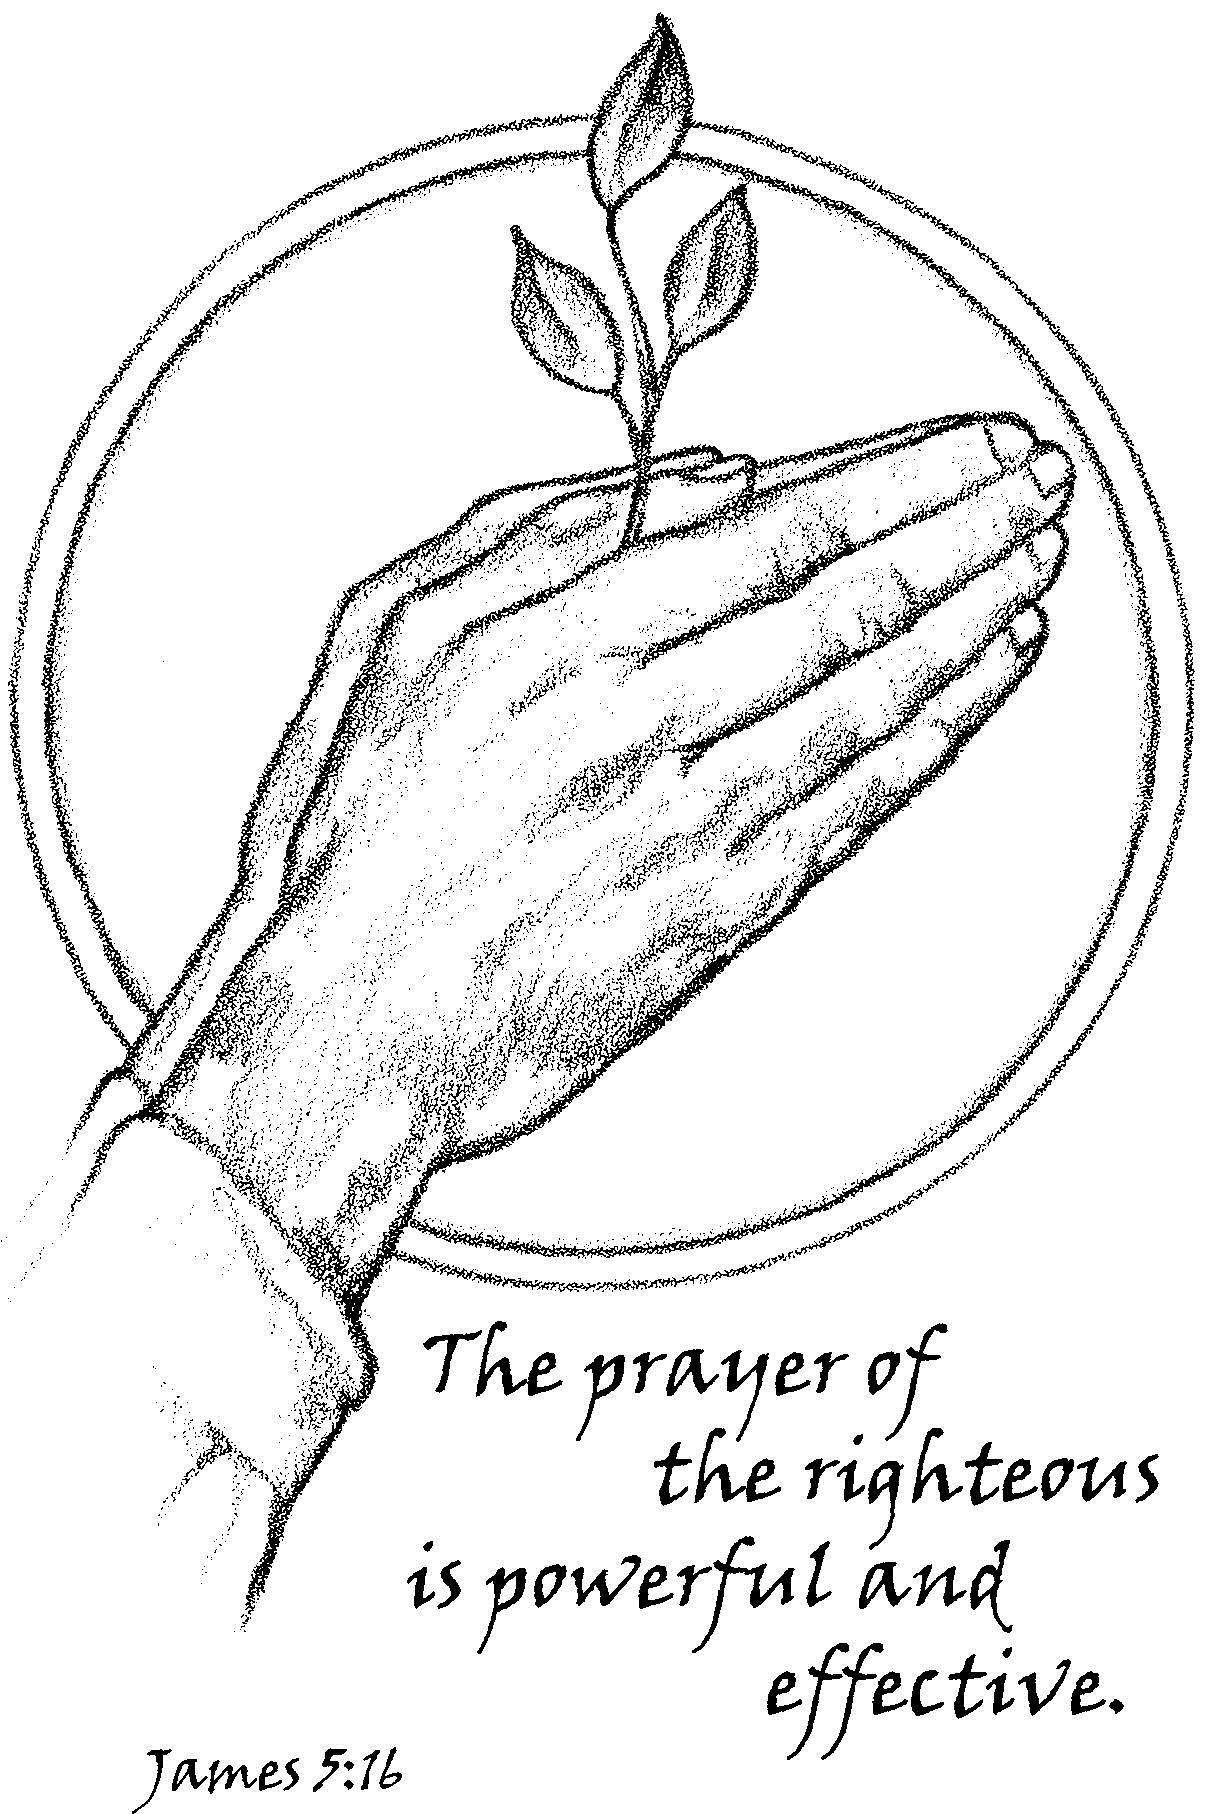 The prayer of
the righteous
is powerful and
effective.
James 5:16